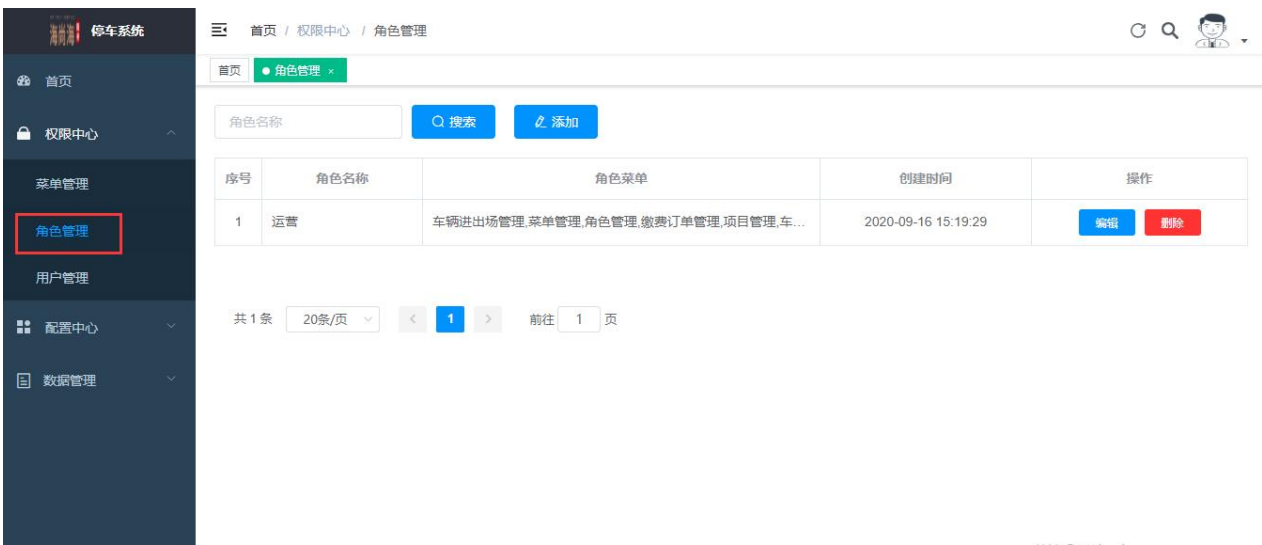 停车系统
首页 / 权限中心 / 角色管理
首页 角色管理 ×
首页
权限中心
菜单管理
角色管理
用户管理
配置中心
数据管理
角色名称 搜索 添加
序号 角色名称 角色菜单 创建时间 操作
1 运营 车辆进出场管理,菜单管理,角色管理,缴费订单管理,项目管理,车... 2020-09-16 15:19:29 编辑 删除
共 1 条 20条/页 < 1 > 前往 1 页